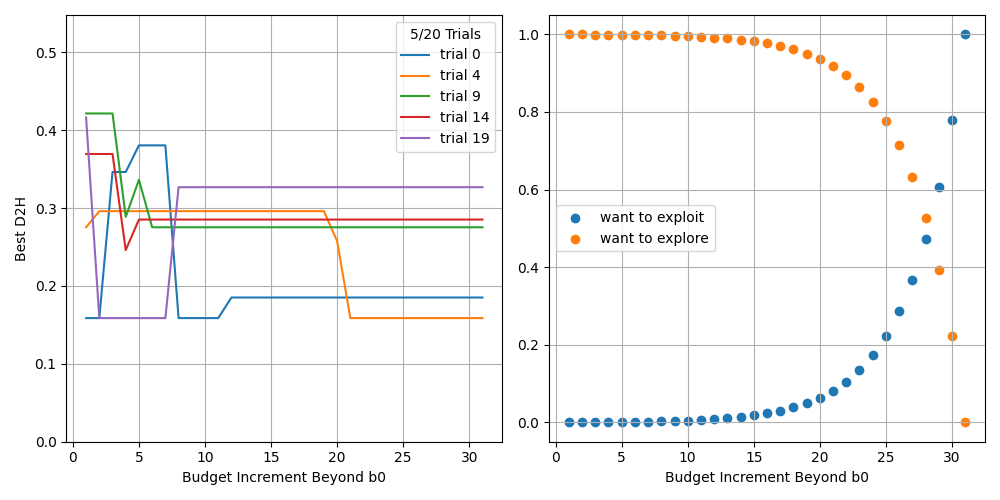 5/20 Trials
trial 0
trial 4
trial 9
trial 14
trial 19
Best D2H
0.5
0.4
0.3
0.2
0.1
0.0
0 5 10 15 20 25 30
Budget Increment Beyond b0
1.0
0.8
0.6
0.4
0.2
0.0
want to exploit
want to explore
0 5 10 15 20 25 30
Budget Increment Beyond b0